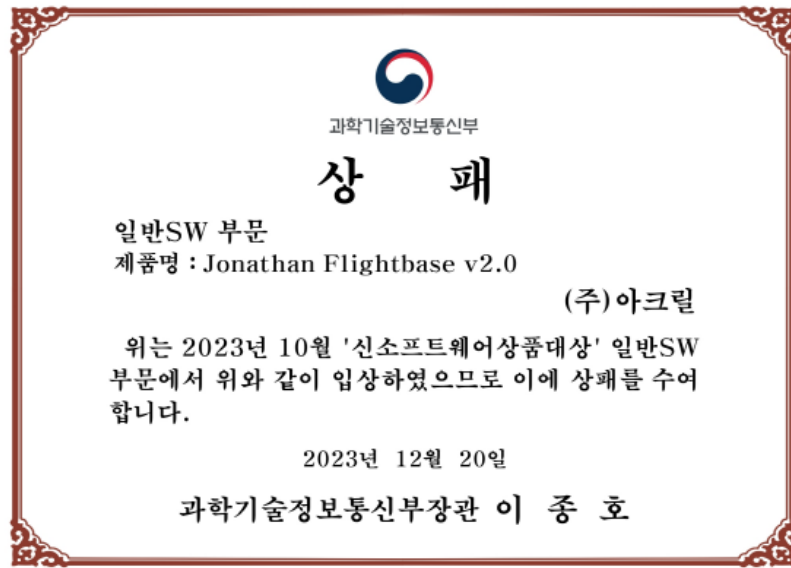 과학기술정보통신부
상 패
일반SW 부문
제품명 : Jonathan Flightbase v2.0
(주)아크릴
위는 2023년 10월 '신소프트웨어상품대상' 일반SW
부문에서 위와 같이 입상하였으므로 이에 상패를 수여
합니다.
2023년 12월 20일
과학기술정보통신부장관 이 종 호